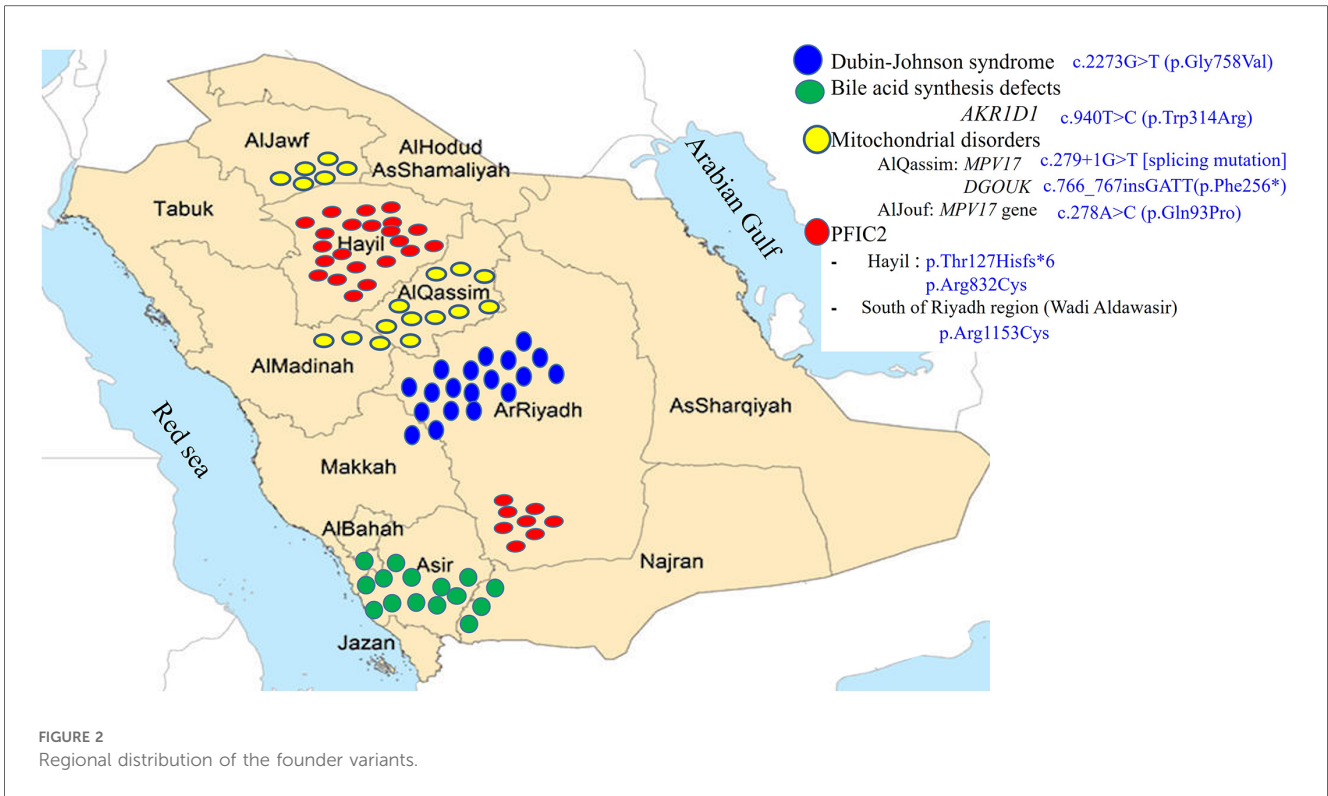 Dubin-Johnson syndrome c.2273G>T (p.Gly758Val)
Bile acid synthesis defects
AKR1D1 c.940T>C (p.Trp314Arg)
Mitochondrial disorders
AlQassim: MPV17 c.279+1G>T [splicing mutation]
DGOUK c.766_767insGATT(p.Phe256*)
AlJouf: MPV17 gene c.278A>C (p.Gln93Pro)
PFIC2
- Hayil : p.Thr127Hisfs*6
p.Arg832Cys
- South of Riyadh region (Wadi Aldawasir)
p.Arg1153Cys
AlJawf
AlHodud
AsShamaliyah
Tabuk
Hayil
AlQassim
AlMadinah
ArRiyadh
AsSharqiyah
Makkah
AlBahah
Asir
Najran
Jazan
Arabian Gulf
Red sea
FIGURE 2
Regional distribution of the founder variants.